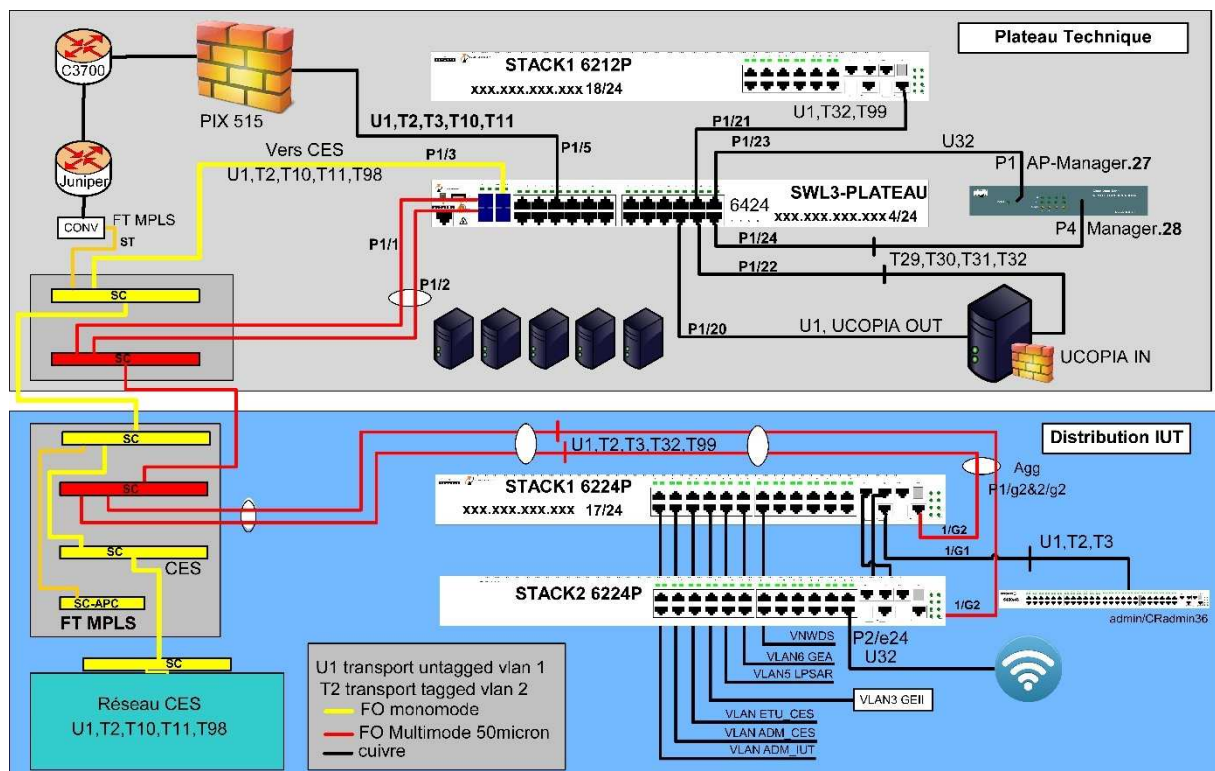 Plateau Technique
C3700
PIX 515
STACK1 6212P
xxx.xxx.xxx.xxx 18/24
U1,T32,T99
U1,T2,T3,T10,T11
P1/21
P1/23
U32
Vers CES
P1/3
P1/5
P1
AP-Manager.27
U1,T2,T10,T11,T98
Juniper
SWL3-PLATEAU
6424
xxx.xxx.xxx.xxx 4/24
CONV
FT MPLS
ST
P1/1
P1/24
P4
Manager.28
T29,T30,T31,T32
P1/22
P1/2
SC
P1/20
U1, UCOPIA OUT
SC
UCOPIA IN
Distribution IUT
SC
U1,T2,T3,T32,T99
Agg
P1/g2&2/g2
SC
STACK1 6224P
xxx.xxx.xxx.xxx 17/24
1/G2
SC
CES
1/G1
U1,T2,T3
STACK2 6224P
SC-APC
FT MPLS
1/G2
admin/CRadmin36
VNWDS
P2/e24
U32
VLAN6 GEA
VLAN5 LPSAR
SC
U1 transport untagged vlan 1
T2 transport tagged vlan 2
FO monomode
FO Multimode 50micron
cuivre
VLAN3 GEII
Réseau CES
U1,T2,T10,T11,T98
VLAN ETU_CES
VLAN ADM_CES
VLAN ADM_IUT